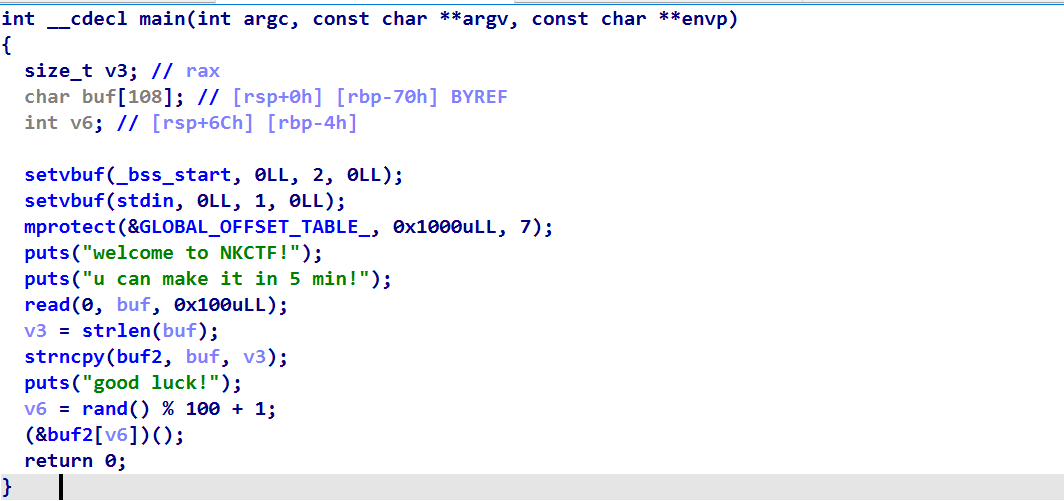 int __cdecl main(int argc, const char **argv, const char **envp)
{
  size_t v3; // rax
  char buf[108]; // [rsp+0h] [rbp-70h] BYREF
  int v6; // [rsp+6Ch] [rbp-4h]

  setvbuf(_bss_start, 0LL, 2, 0LL);
  setvbuf(stdin, 0LL, 1, 0LL);
  mprotect(&GLOBAL_OFFSET_TABLE_, 0x1000uLL, 7);
  puts("welcome to NKCTF!");
  puts("u can make it in 5 min!");
  read(0, buf, 0x100uLL);
  v3 = strlen(buf);
  strncpy(buf2, buf, v3);
  puts("good luck!");
  v6 = rand() % 100 + 1;
  (&buf2[v6])();
  return 0;
}